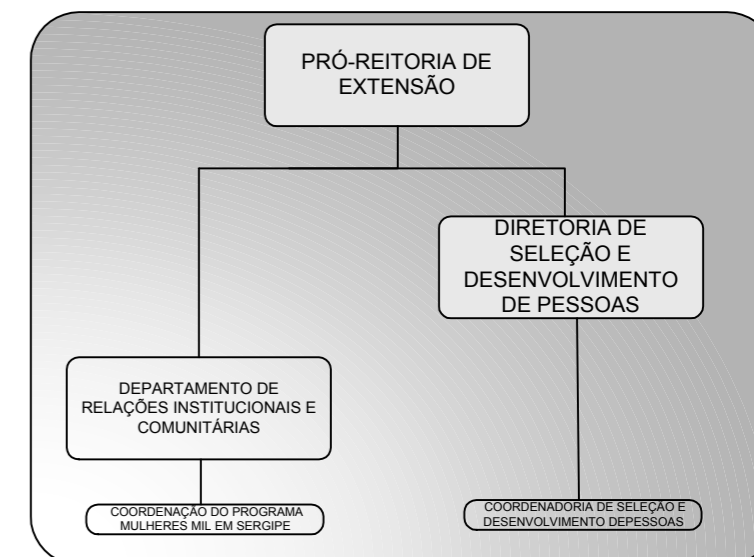 PRÓ-REITORIA DE
EXTENSÃO
DIRETORIA DE
SELEÇÃO E
DESENVOLVIMENTO
DE PESSOAS
DEPARTAMENTO DE
RELAÇÕES INSTITUCIONAIS E
COMUNITÁRIAS
COORDENAÇÃO DO PROGRAMA
MULHERES MIL EM SERGIPE
COORDENADORIA DE SELEÇÃO E
DESENVOLVIMENTO DEPESSOAS